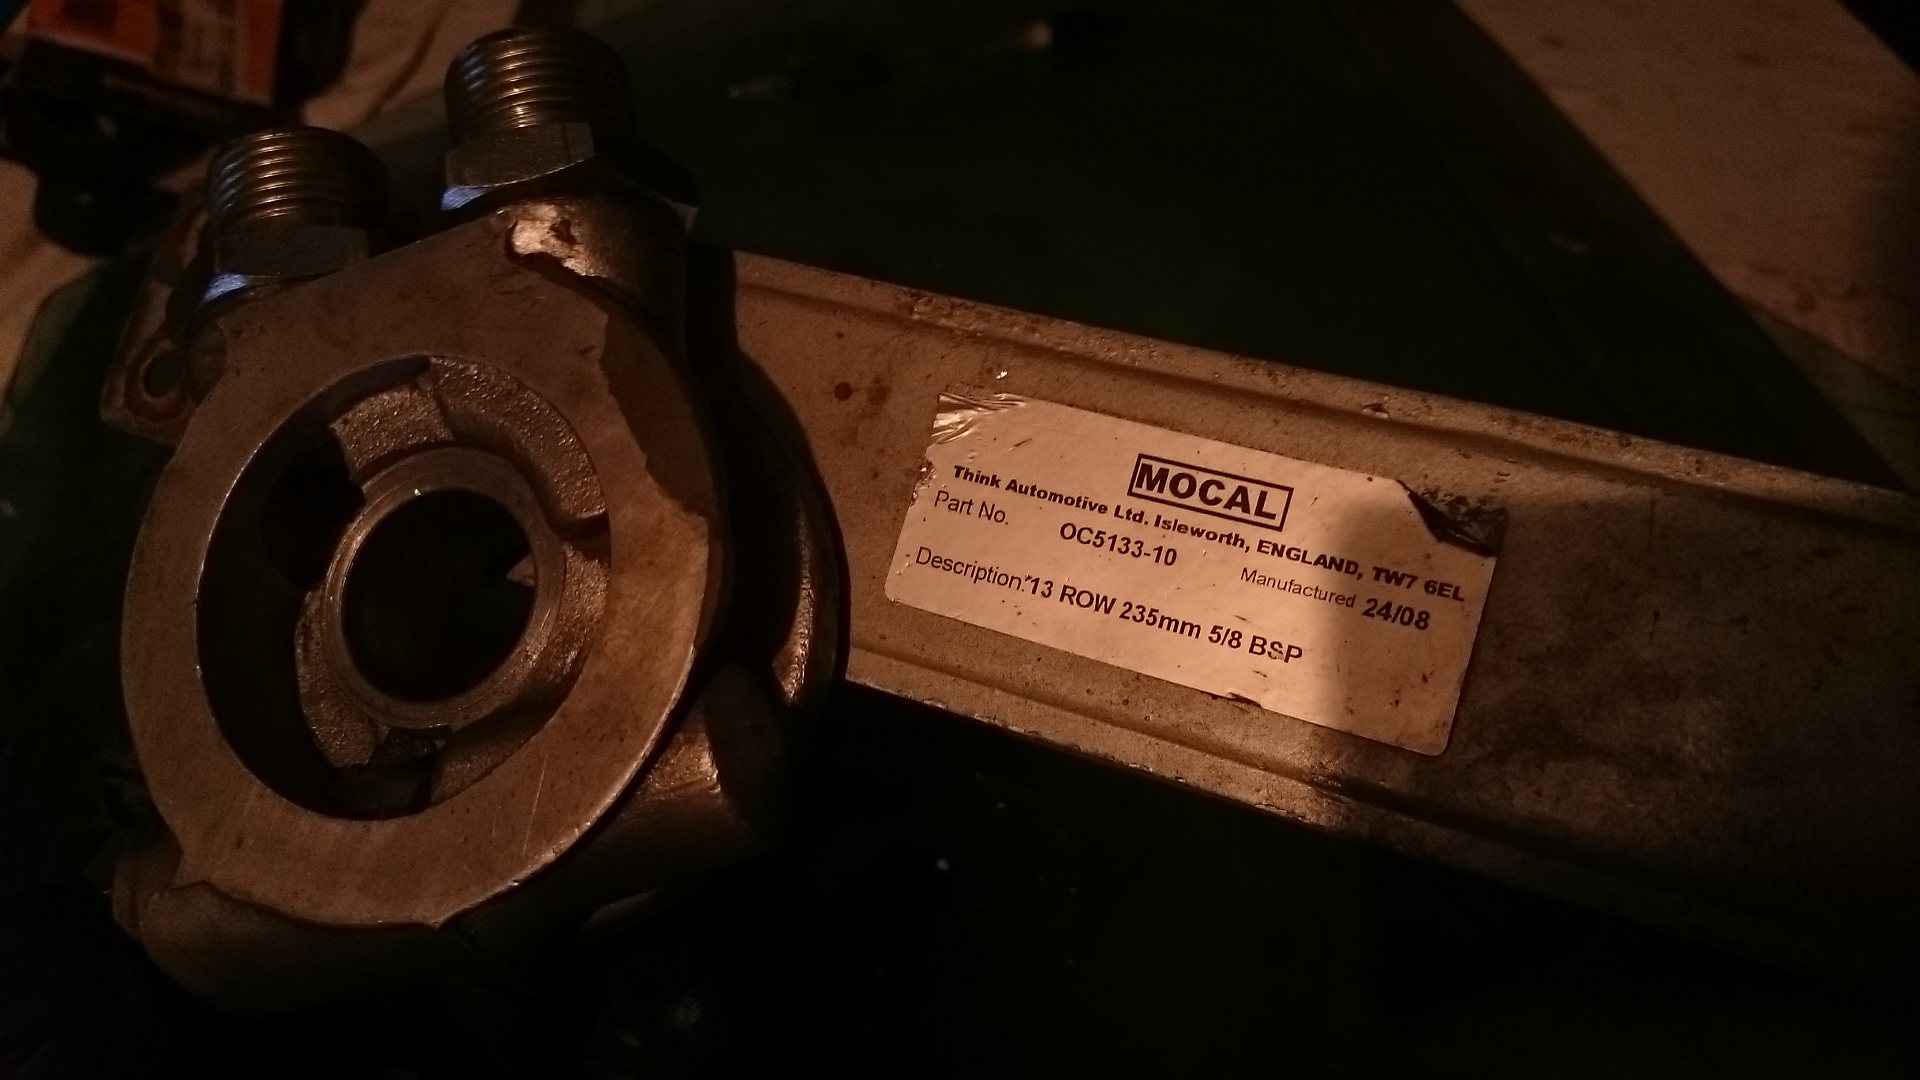 MOCAL
Think Automotive Ltd. Isleworth, ENGLAND, TW7 6EL
Part No. OC5133-10 Manufactured 24/08
Description: 13 ROW 235mm 5/8 BSP